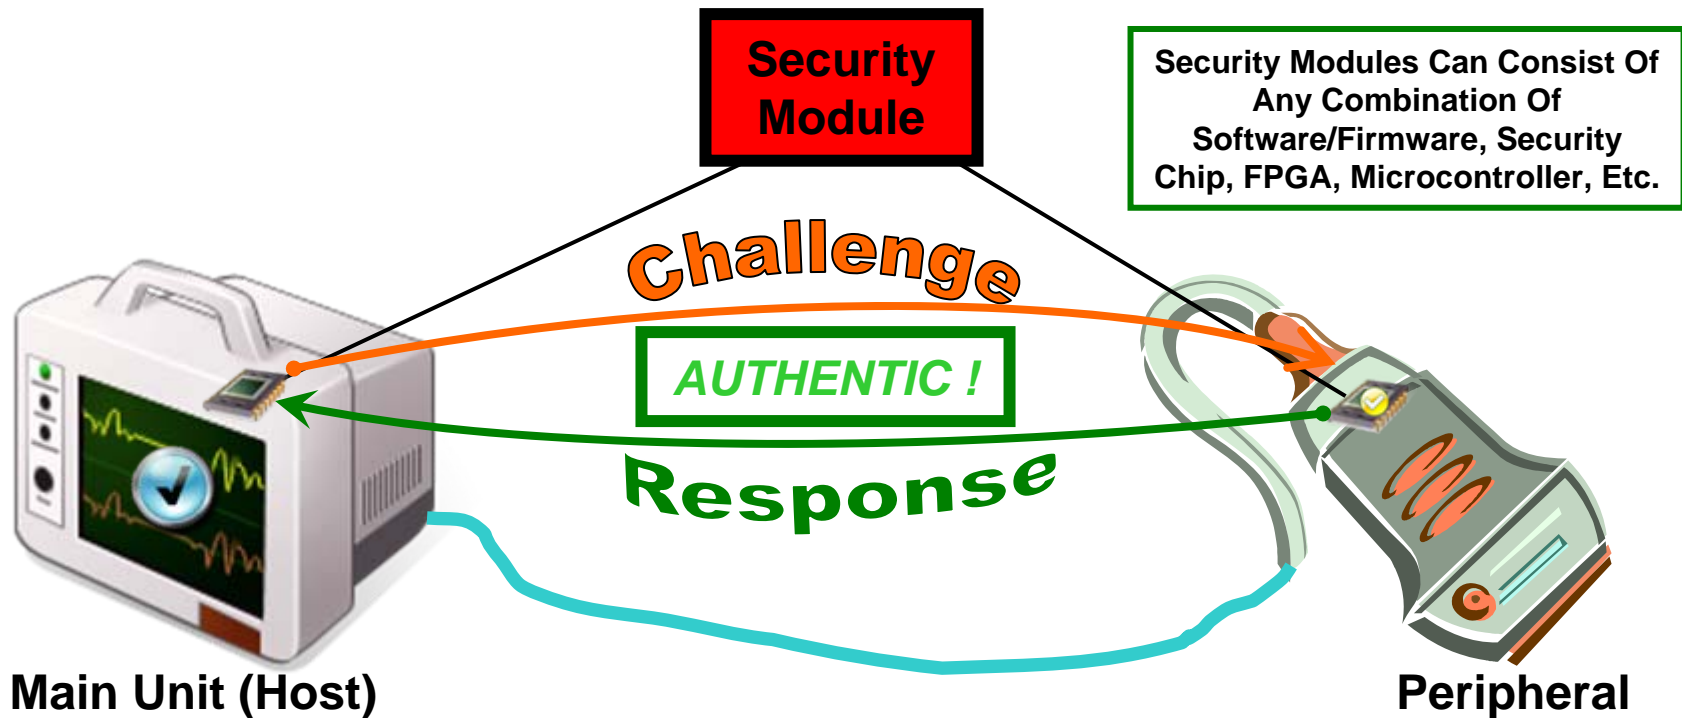 Security
Module
Security Modules Can Consist Of
Any Combination Of
Software/Firmware, Security
Chip, FPGA, Microcontroller, Etc.
Challenge
AUTHENTIC !
Response
Main Unit (Host)
Peripheral